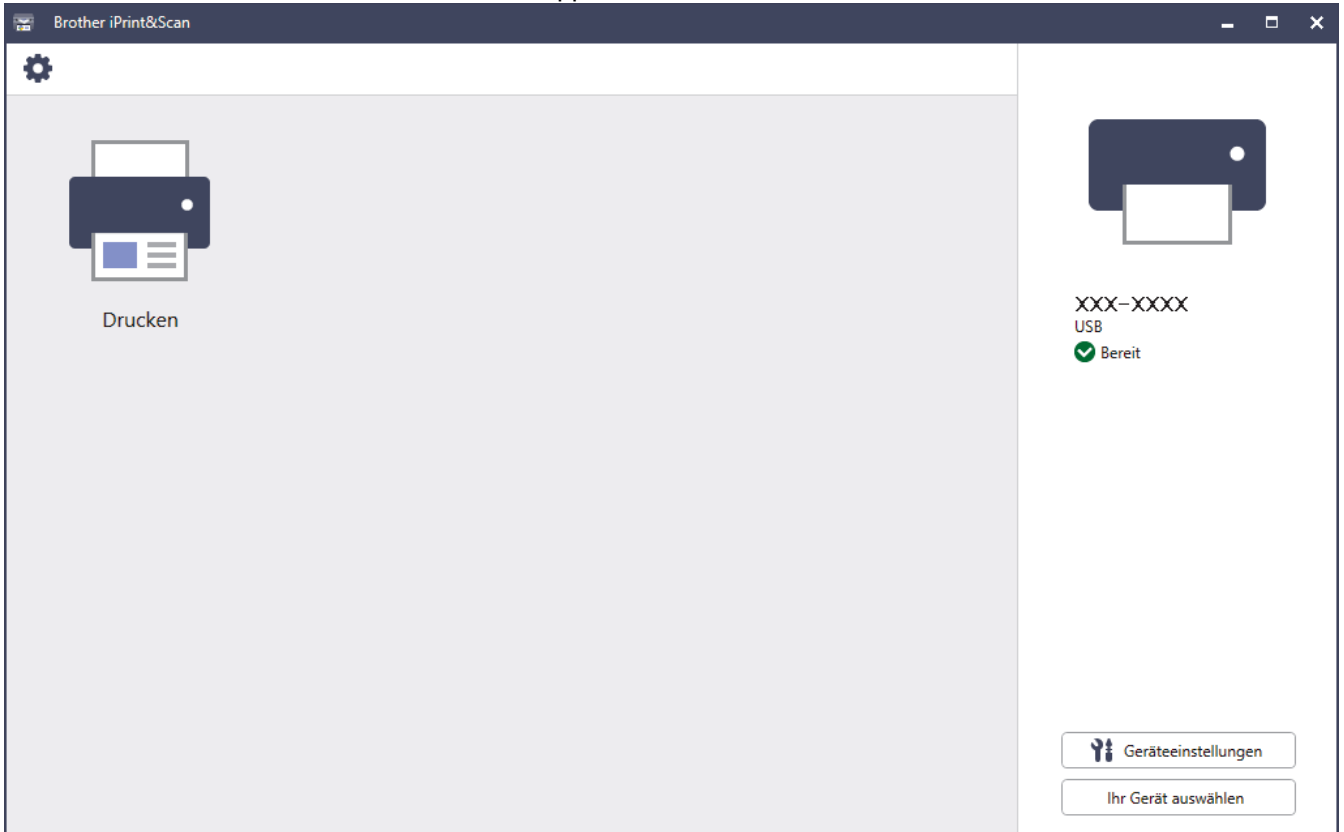 Brother iPrint&Scan
Drucken
XXX-XXXX
USB
Bereit
Geräteeinstellungen
Ihr Gerät auswählen